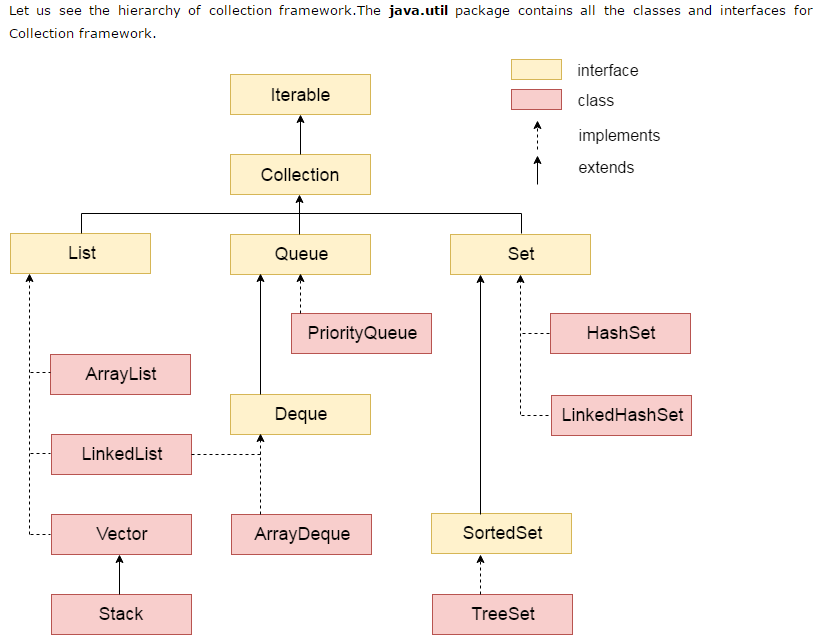 Let us see the hierarchy of collection framework.The java.util package contains all the classes and interfaces for
Collection framework.
interface
class
implements
extends
Iterable
Collection
List
Queue
Set
PriorityQueue
HashSet
ArrayList
Deque
LinkedHashSet
LinkedList
Vector
ArrayDeque
SortedSet
Stack
TreeSet